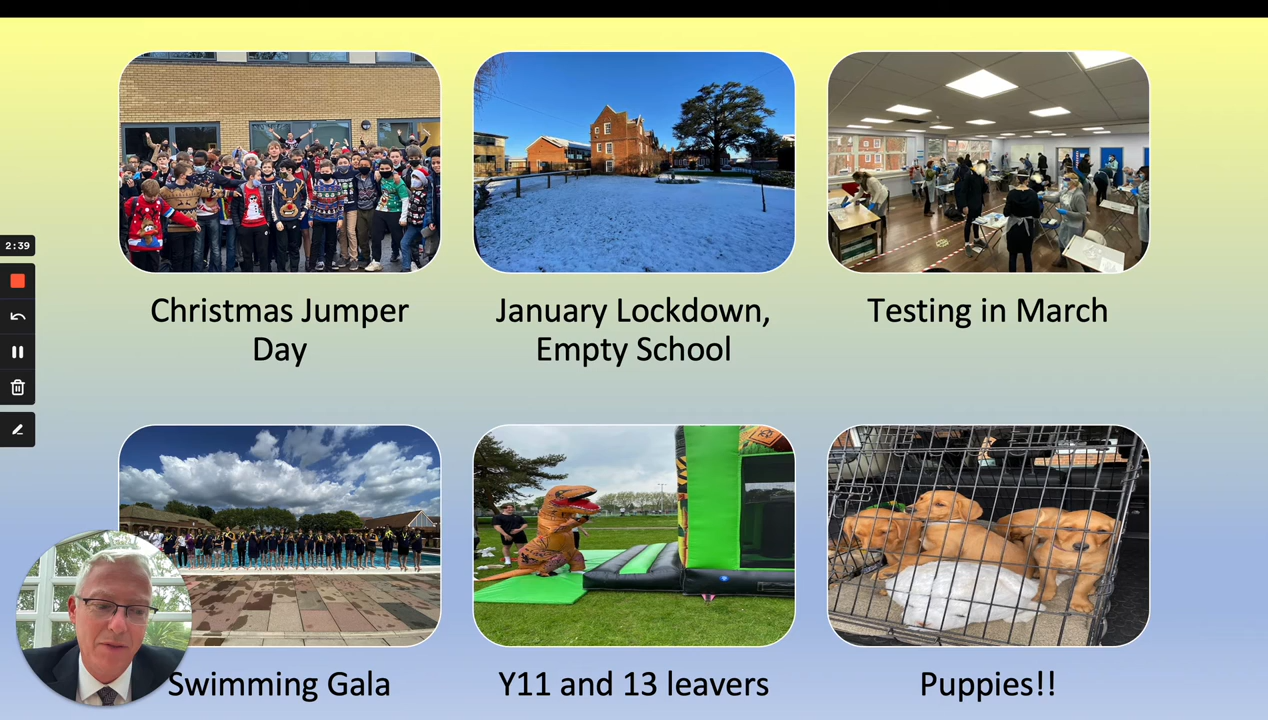 2:39
Christmas Jumper
Day
January Lockdown,
Empty School
Testing in March
Swimming Gala
Y11 and 13 leavers
Puppies!!